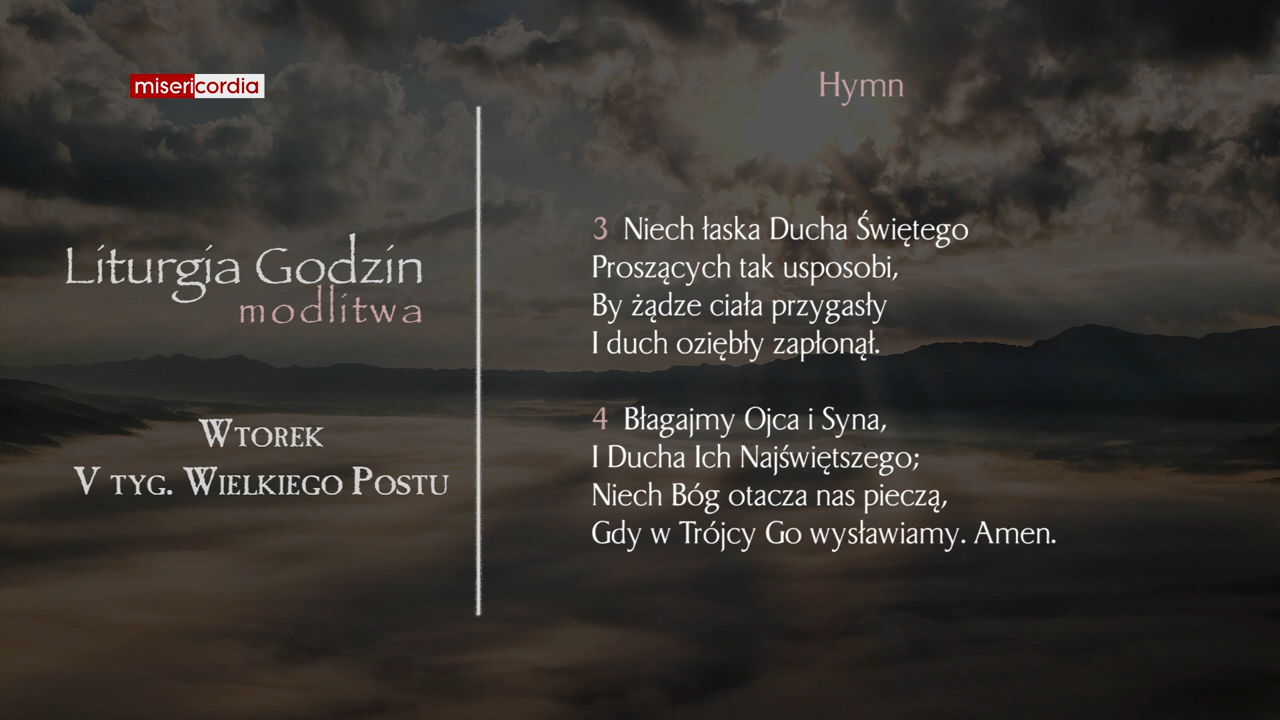 misericordia
Liturgia Godzin
modlitwa
Wtorek
V tyg. Wielkiego Postu
Hymn
3 Niech łaska Ducha Świętego
Proszących tak usposobi,
By żądze ciała przygasły
I duch oziębły zapłonął.
4 Błagajmy Ojca i Syna,
I Ducha Ich Najświętszego;
Niech Bóg otacza nas pieczą,
Gdy w Trójcy Go wysławiamy. Amen.